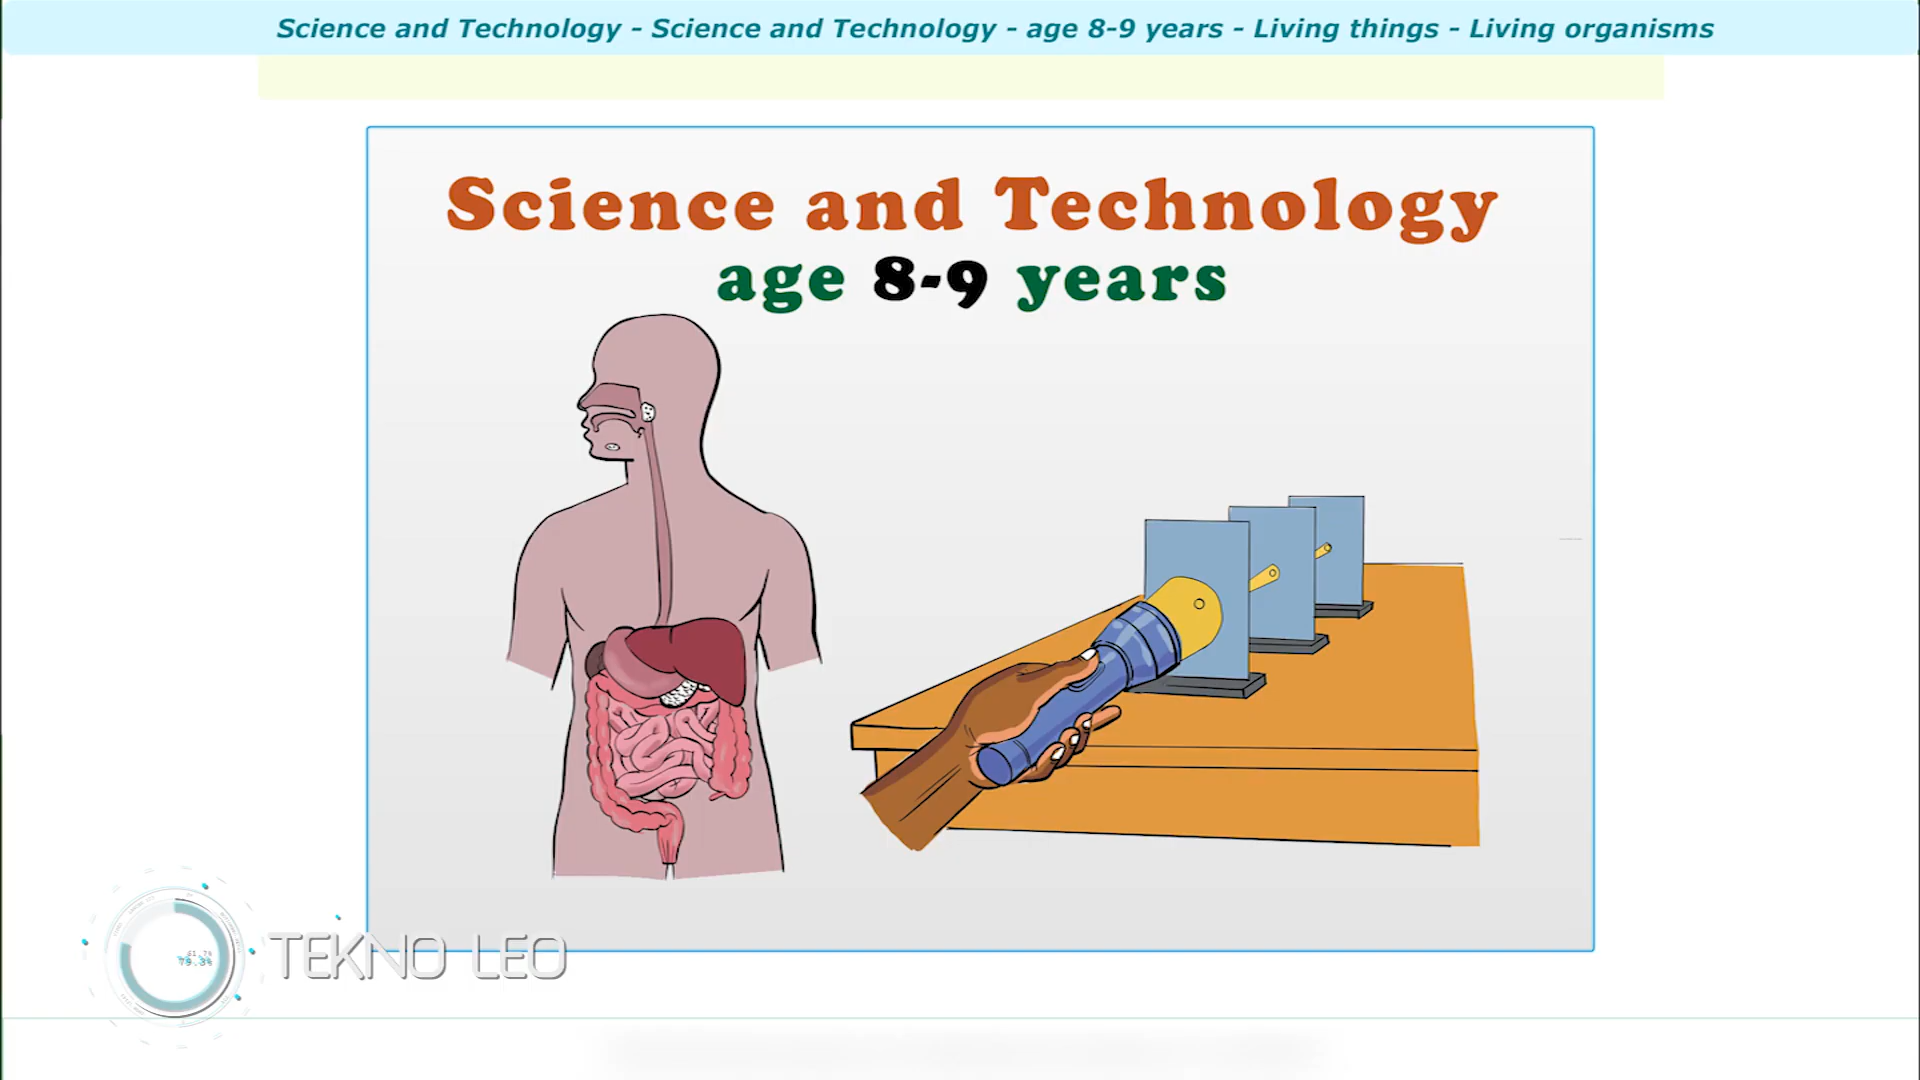 Science and Technology - Science and Technology - age 8-9 years - Living things - Living organisms
Science and Technology
age 8-9 years
TEKNO LEO